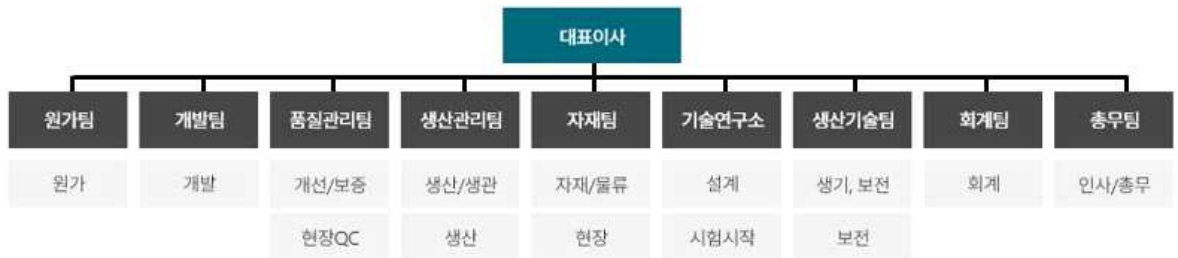 대표이사
원가팀 개발팀 품질관리팀 생산관리팀 자재팀 기술연구소 생산기술팀 회계팀 총무팀
원가 개발 개선/보증 생산/생관 자재/물류 설계 생기, 보전 회계 인사/총무
현장QC 생산 현장 시험시작 보전